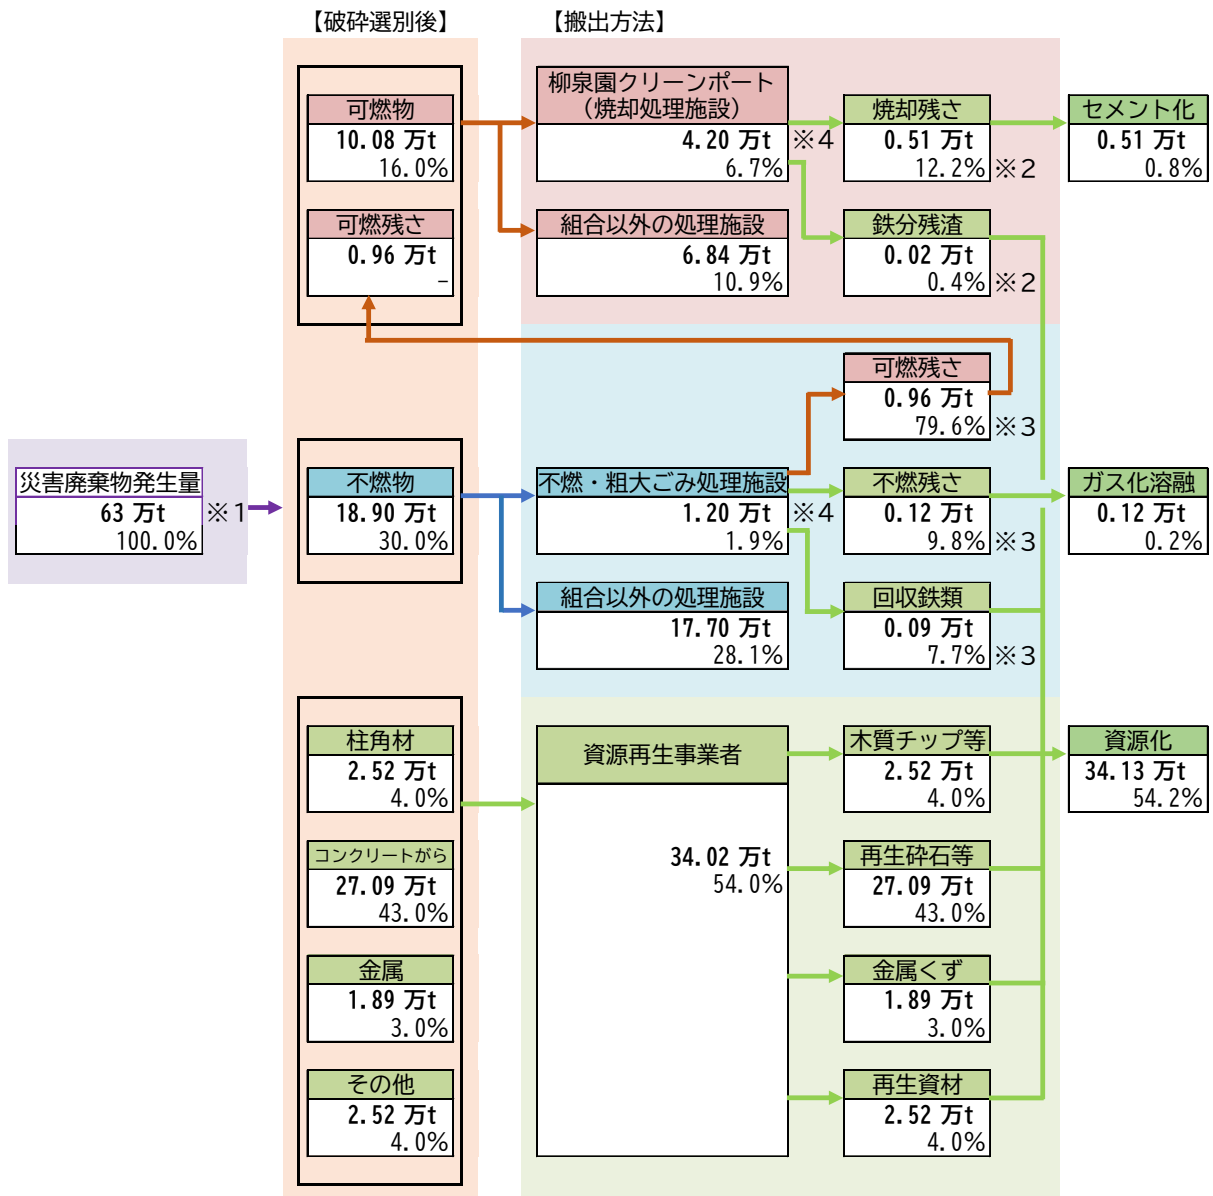 【破砕選別後】
【搬出方法】
可燃物
10.08 万t
16.0%
可燃残さ
0.96 万t
–
柳泉園クリーンポート
（焼却処理施設）
4.20 万t
※4
6.7%
組合以外の処理施設
6.84 万t
10.9%
焼却残さ
0.51 万t
12.2%
※2
鉄分残渣
0.02 万t
0.4%
※2
セメント化
0.51 万t
0.8%
可燃残さ
0.96 万t
79.6%
※3
災害廃棄物発生量
63 万t
※1
100.0%
不燃物
18.90 万t
30.0%
不燃・粗大ごみ処理施設
1.20 万t
※4
1.9%
組合以外の処理施設
17.70 万t
28.1%
不燃残さ
0.12 万t
9.8%
※3
回収鉄類
0.09 万t
7.7%
※3
ガス化溶融
0.12 万t
0.2%
柱角材
2.52 万t
4.0%
コンクリートがら
27.09 万t
43.0%
金属
1.89 万t
3.0%
その他
2.52 万t
4.0%
資源再生事業者
34.02 万t
54.0%
木質チップ等
2.52 万t
4.0%
再生砕石等
27.09 万t
43.0%
金属くず
1.89 万t
3.0%
再生資材
2.52 万t
4.0%
資源化
34.13 万t
54.2%